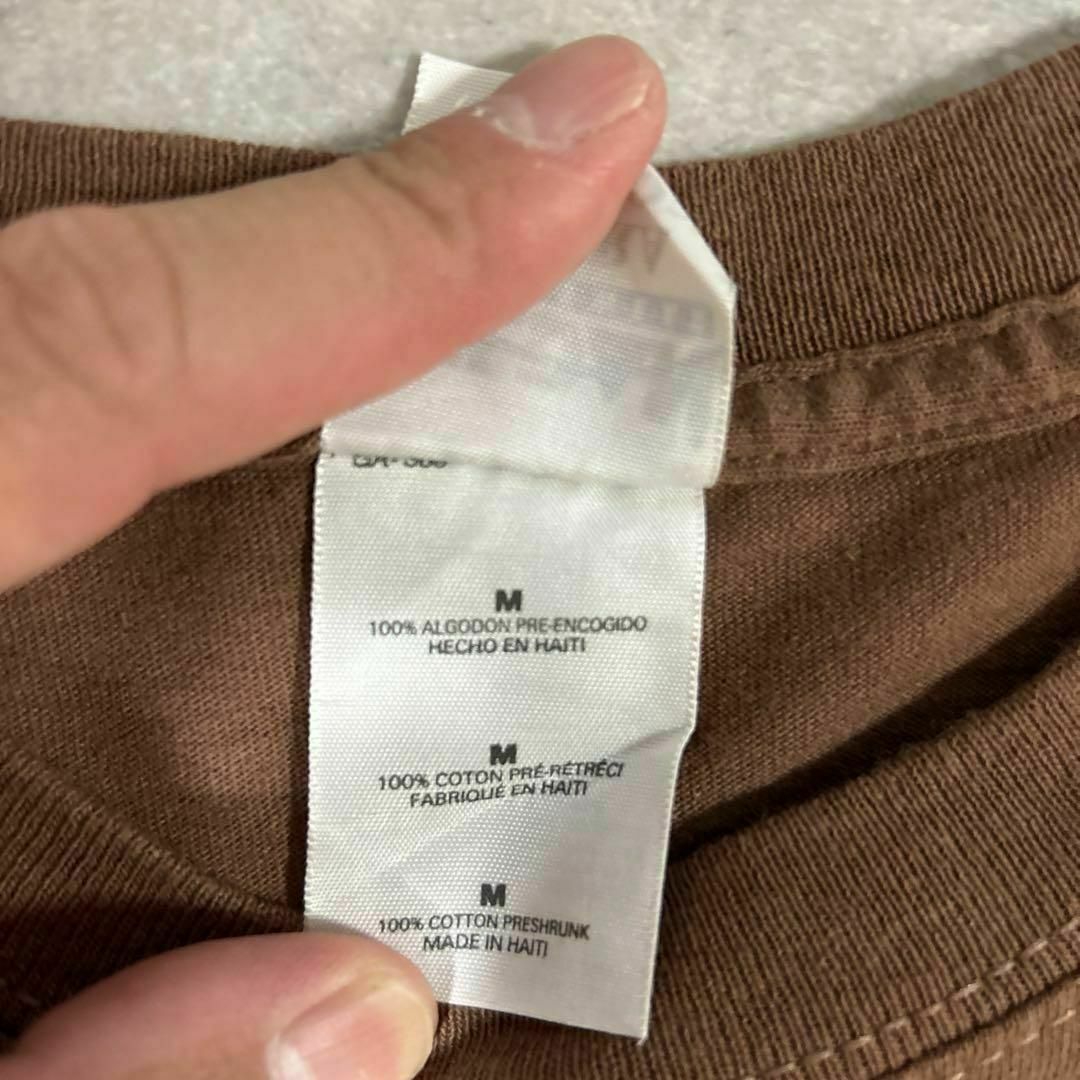 M
100% ALGODON PRE-ENCOGIDO
HECHO EN HAITI
M
100% COTON PRÉ-RÉTRÉCI
FABRIQUÉ EN HAITI
M
100% COTTON PRESHRUNK
MADE IN HAITI